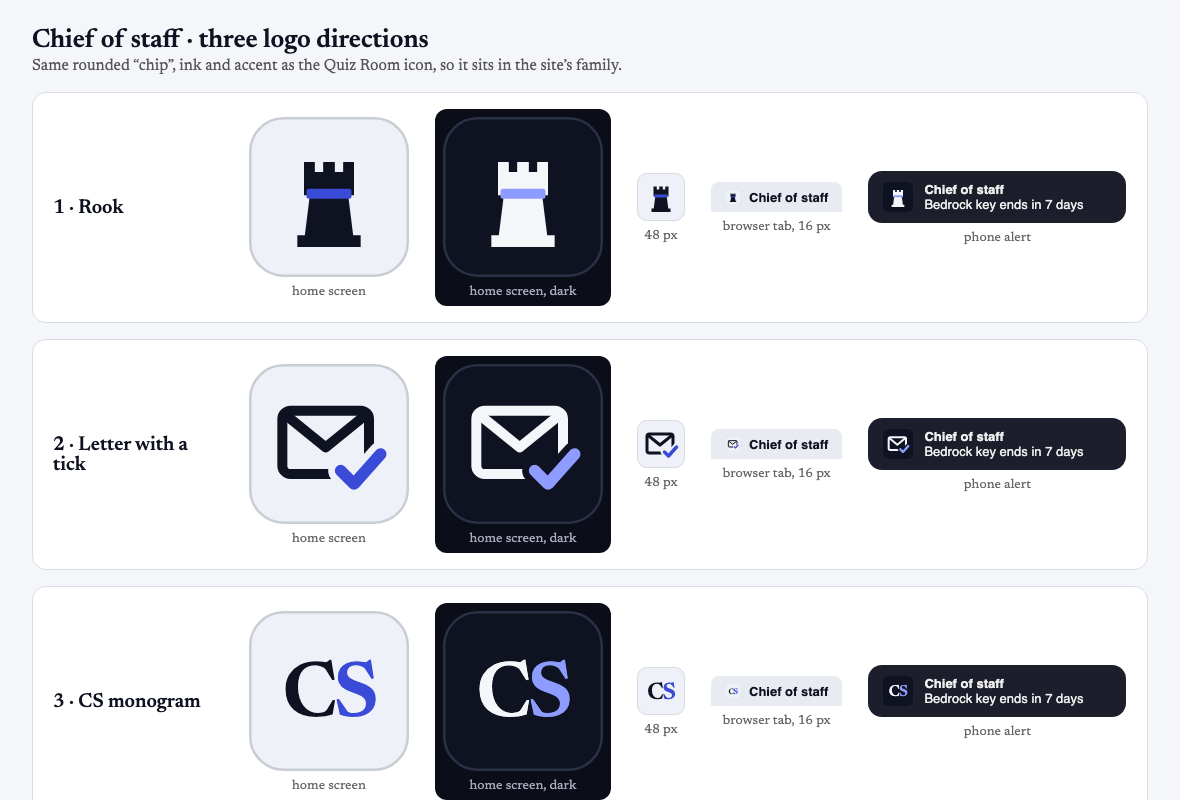 Chief of staff · three logo directions
Same rounded “chip”, ink and accent as the Quiz Room icon, so it sits in the site’s family.
1 · Rook
home screen
home screen, dark
48 px
Chief of staff
browser tab, 16 px
Chief of staff
Bedrock key ends in 7 days
phone alert
2 · Letter with a
tick
home screen
home screen, dark
48 px
Chief of staff
browser tab, 16 px
Chief of staff
Bedrock key ends in 7 days
phone alert
3 · CS monogram
CS
home screen
CS
home screen, dark
CS
48 px
CS
Chief of staff
browser tab, 16 px
CS
Chief of staff
Bedrock key ends in 7 days
phone alert